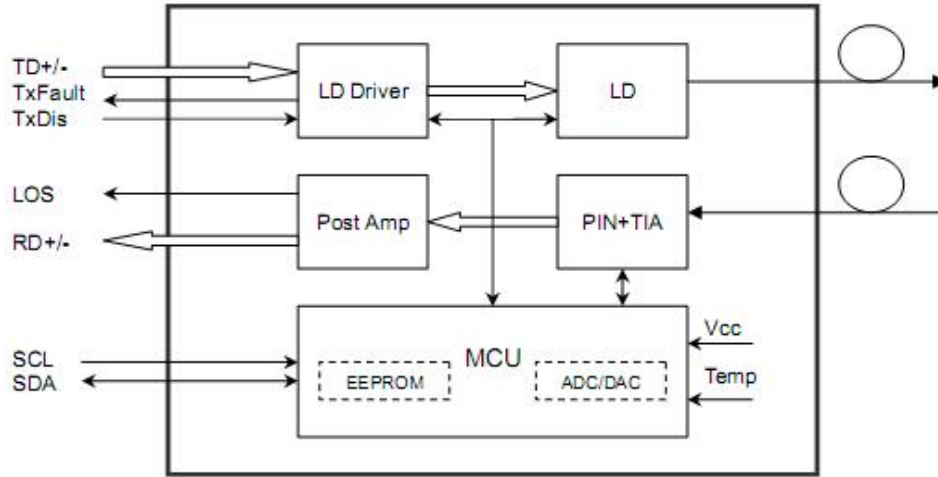 TD+/-
TxFault
TxDis
LD Driver
LD
LOS
RD+/-
Post Amp
PIN+TIA
SCL
SDA
MCU
EEPROM
ADC/DAC
Vcc
Temp